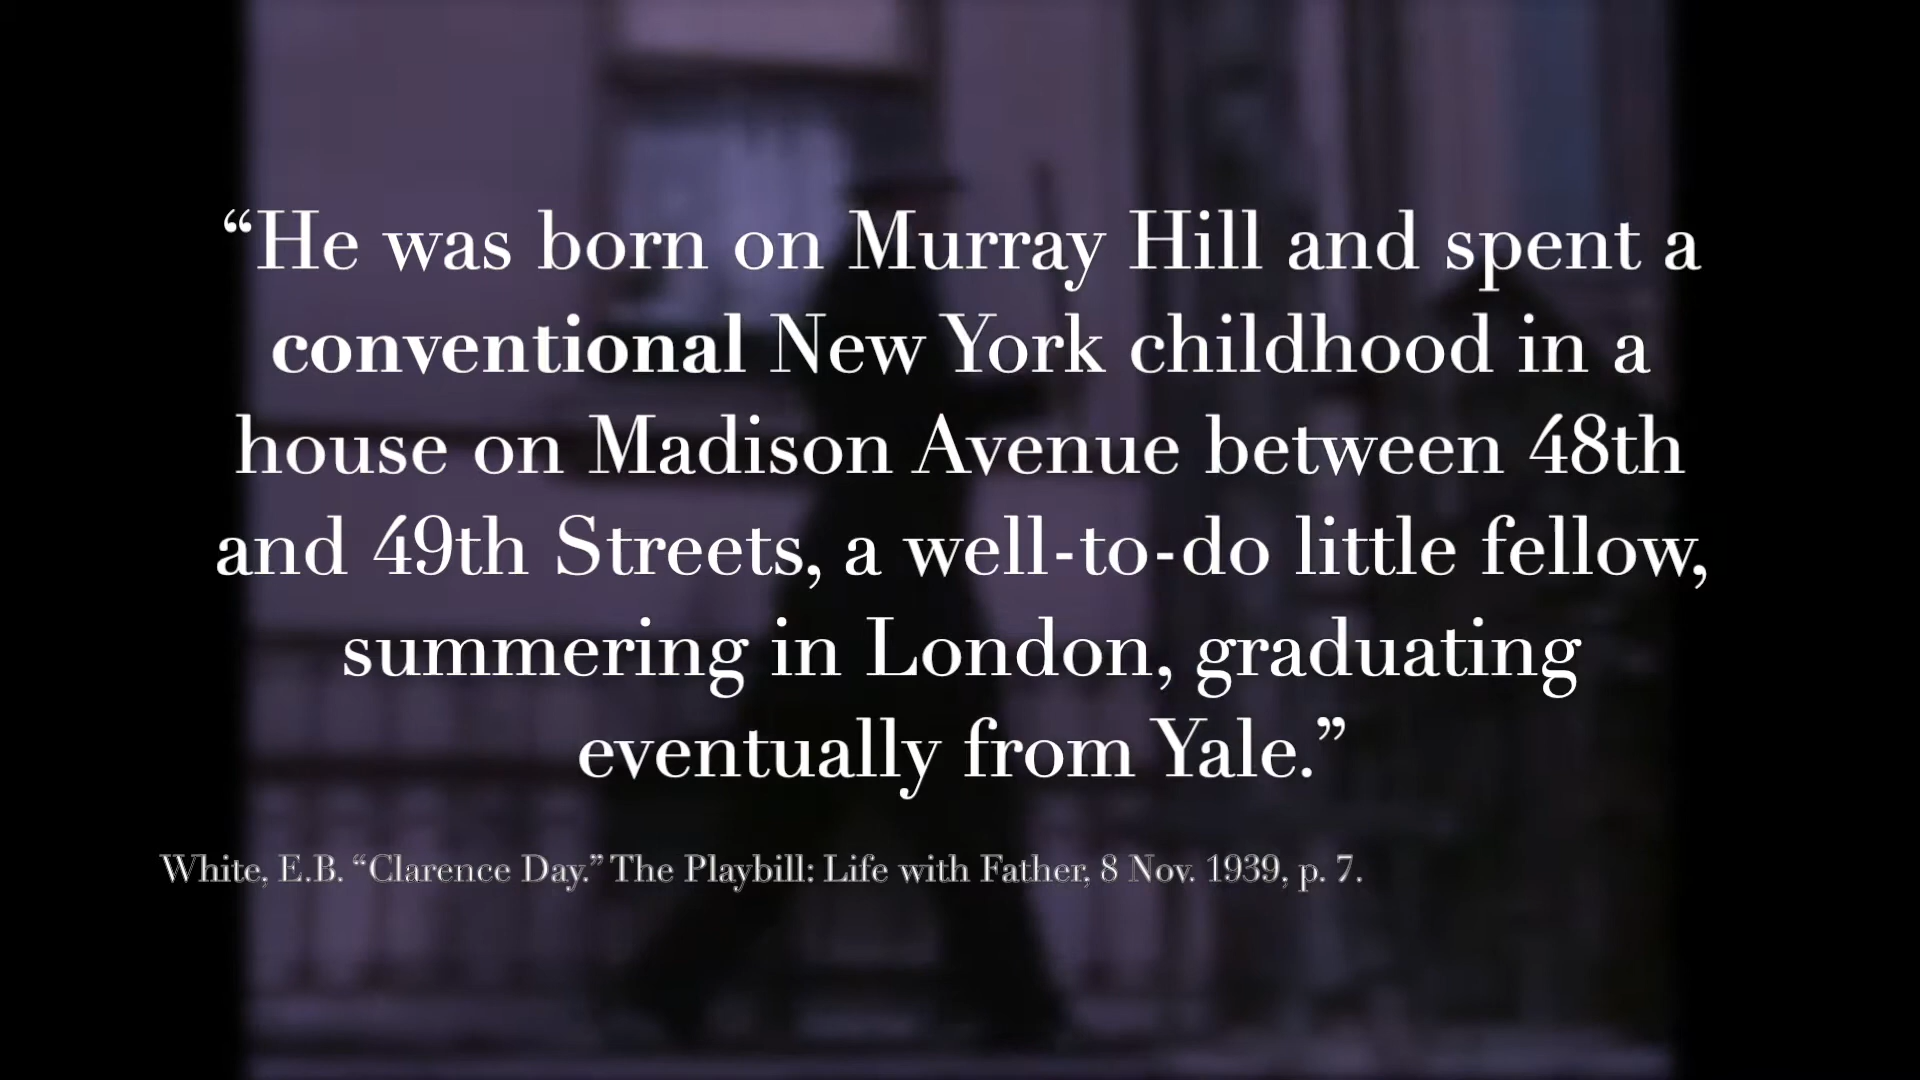 “He was born on Murray Hill and spent a
conventional New York childhood in a
house on Madison Avenue between 48th
and 49th Streets, a well-to-do little fellow,
summering in London, graduating
eventually from Yale.”
White, E.B. “Clarence Day.” The Playbill: Life with Father, 8 Nov. 1939, p. 7.